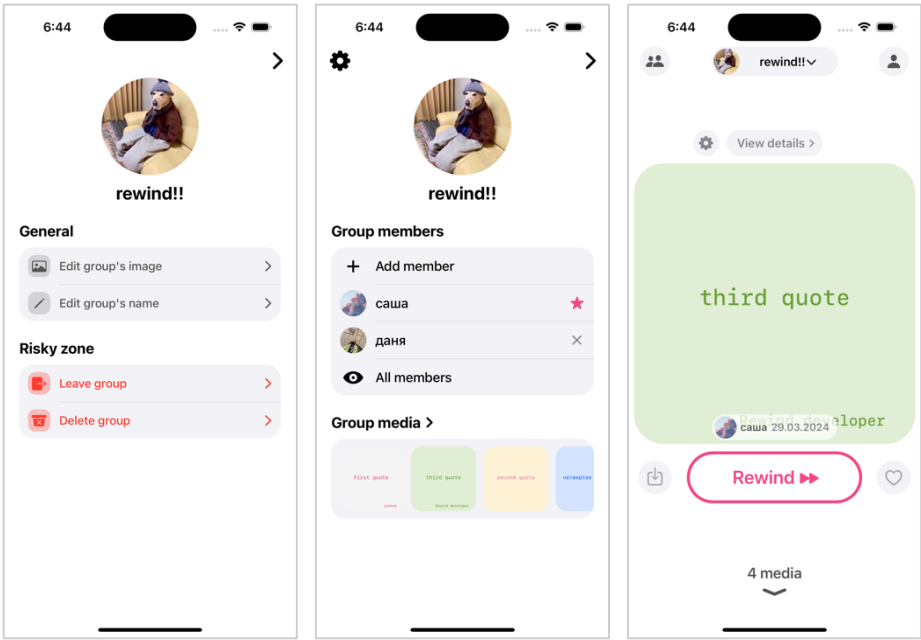 6:44
rewind!!
General
Edit group's image
Edit group's name
Risky zone
Leave group
Delete group
6:44
rewind!!
Group members
Add member
саша
даня
All members
Group media
First quote
third quote
Rewind developer
second quote
четвертая
6:44
rewind!!
View details
third quote
Rewind developer
саша 29.03.2024
Rewind
4 media